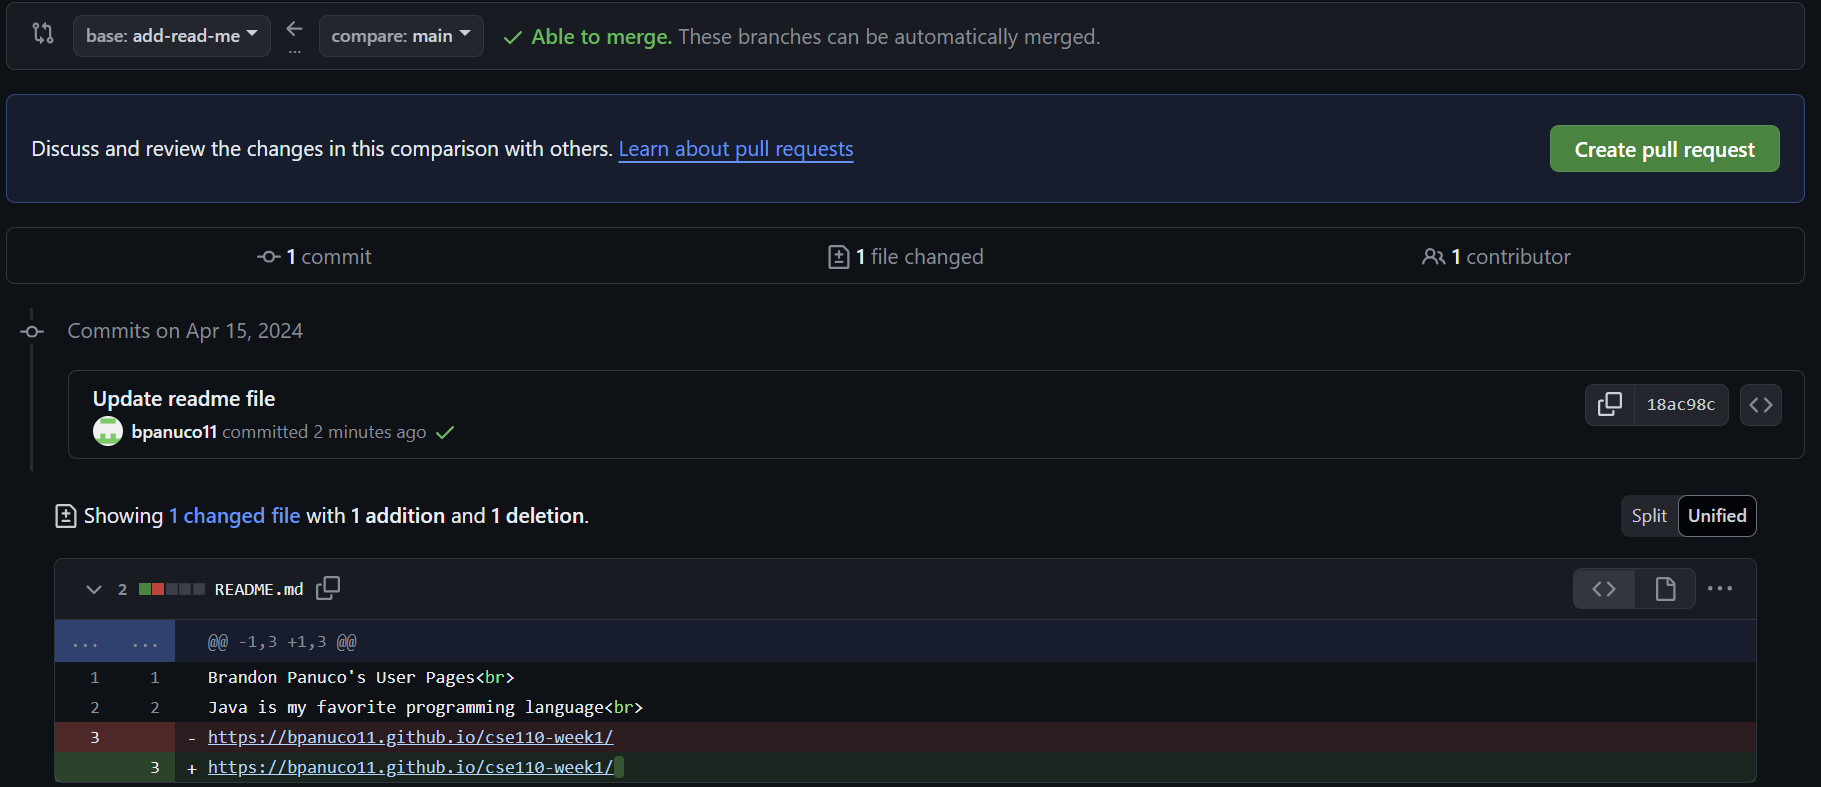 base: add-read-me compare: main Able to merge. These branches can be automatically merged.
Discuss and review the changes in this comparison with others. Learn about pull requests Create pull request
1 commit 1 file changed 1 contributor
Commits on Apr 15, 2024
Update readme file
18ac98c
bpanuco11 committed 2 minutes ago
Showing 1 changed file with 1 addition and 1 deletion. Split Unified
2 README.md
... ... @@ -1,3 +1,3 @@
1 1 Brandon Panuco's User Pages<br>
2 2 Java is my favorite programming language<br>
3 - https://bpanuco11.github.io/cse110-week1/
3 + https://bpanuco11.github.io/cse110-week1/